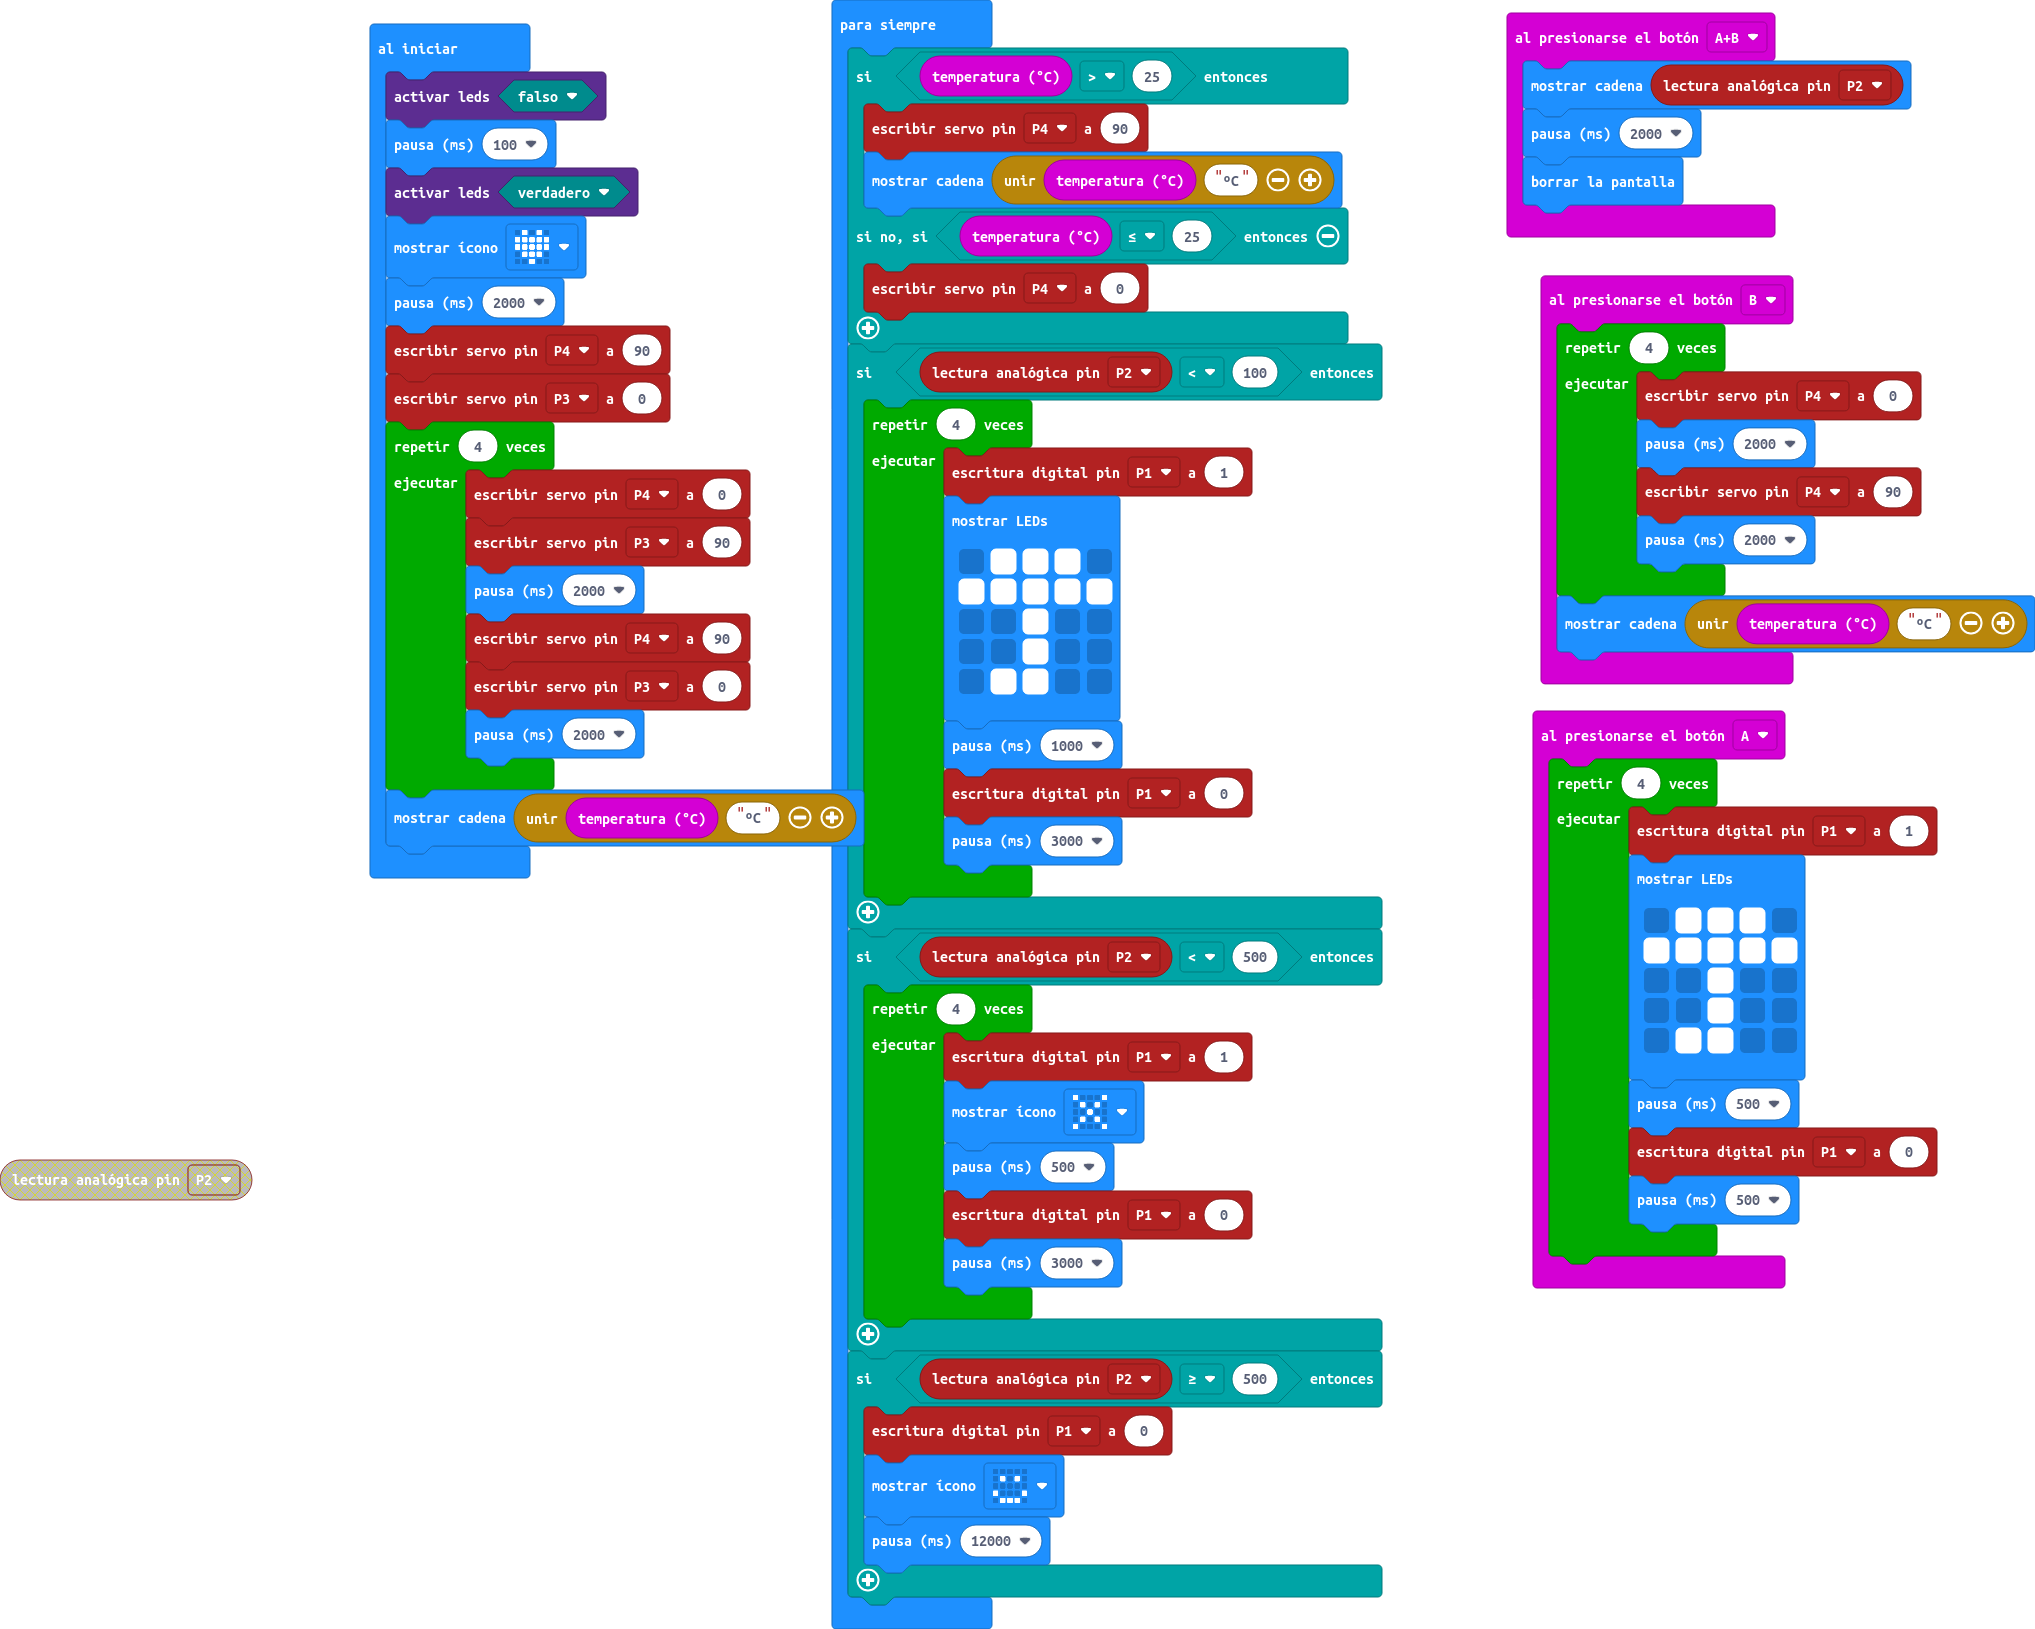 al iniciar
activar leds falso
pausa (ms) 100
activar leds verdadero
mostrar ícono
pausa (ms) 2000
escribir servo pin P4 a 90
escribir servo pin P3 a 0
repetir 4 veces
ejecutar
escribir servo pin P4 a 0
escribir servo pin P3 a 90
pausa (ms) 2000
escribir servo pin P4 a 90
escribir servo pin P3 a 0
pausa (ms) 2000
mostrar cadena unir temperatura (°C) "ºC"
lectura analógica pin P2
para siempre
si temperatura (°C) > 25 entonces
escribir servo pin P4 a 90
mostrar cadena unir temperatura (°C) "ºC"
si no, si temperatura (°C) ≤ 25 entonces
escribir servo pin P4 a 0
si lectura analógica pin P2 < 100 entonces
repetir 4 veces
ejecutar
escritura digital pin P1 a 1
mostrar LEDs
pausa (ms) 1000
escritura digital pin P1 a 0
pausa (ms) 3000
si lectura analógica pin P2 < 500 entonces
repetir 4 veces
ejecutar
escritura digital pin P1 a 1
mostrar ícono
pausa (ms) 500
escritura digital pin P1 a 0
pausa (ms) 3000
si lectura analógica pin P2 ≥ 500 entonces
escritura digital pin P1 a 0
mostrar ícono
pausa (ms) 12000
al presionarse el botón A+B
mostrar cadena lectura analógica pin P2
pausa (ms) 2000
borrar la pantalla
al presionarse el botón B
repetir 4 veces
ejecutar
escribir servo pin P4 a 0
pausa (ms) 2000
escribir servo pin P4 a 90
pausa (ms) 2000
mostrar cadena unir temperatura (°C) "ºC"
al presionarse el botón A
repetir 4 veces
ejecutar
escritura digital pin P1 a 1
mostrar LEDs
pausa (ms) 500
escritura digital pin P1 a 0
pausa (ms) 500